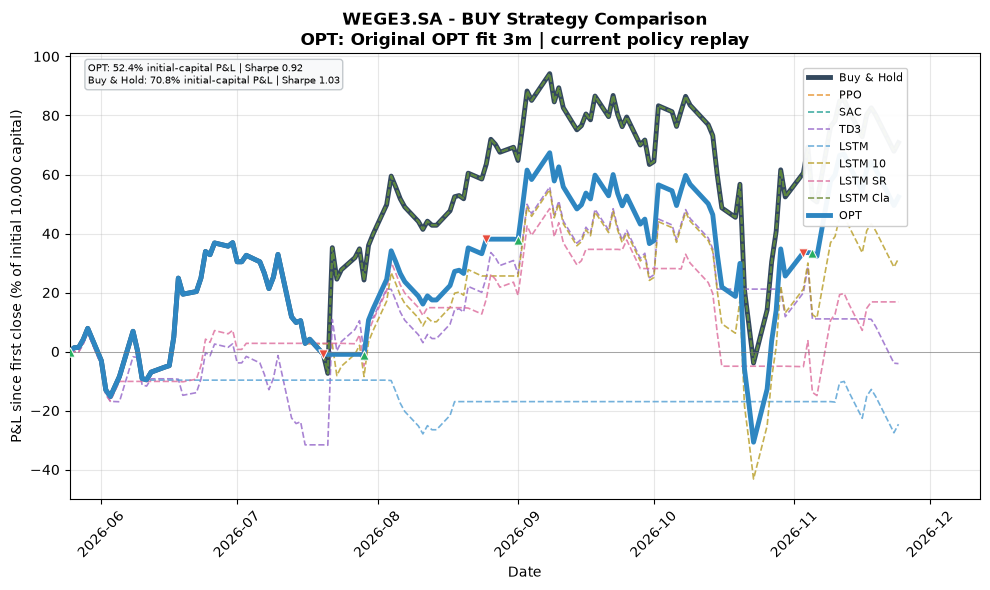 WEGE3.SA - BUY Strategy Comparison
OPT: Original OPT fit 3m | current policy replay
OPT: 52.4% initial-capital P&L | Sharpe 0.92
Buy & Hold: 70.8% initial-capital P&L | Sharpe 1.03
Buy & Hold
PPO
SAC
TD3
LSTM
LSTM 10
LSTM SR
LSTM Cla
OPT
P&L since first close (% of initial 10,000 capital)
100
80
60
40
20
0
−20
−40
2026-06
2026-07
2026-08
2026-09
2026-10
2026-11
2026-12
Date